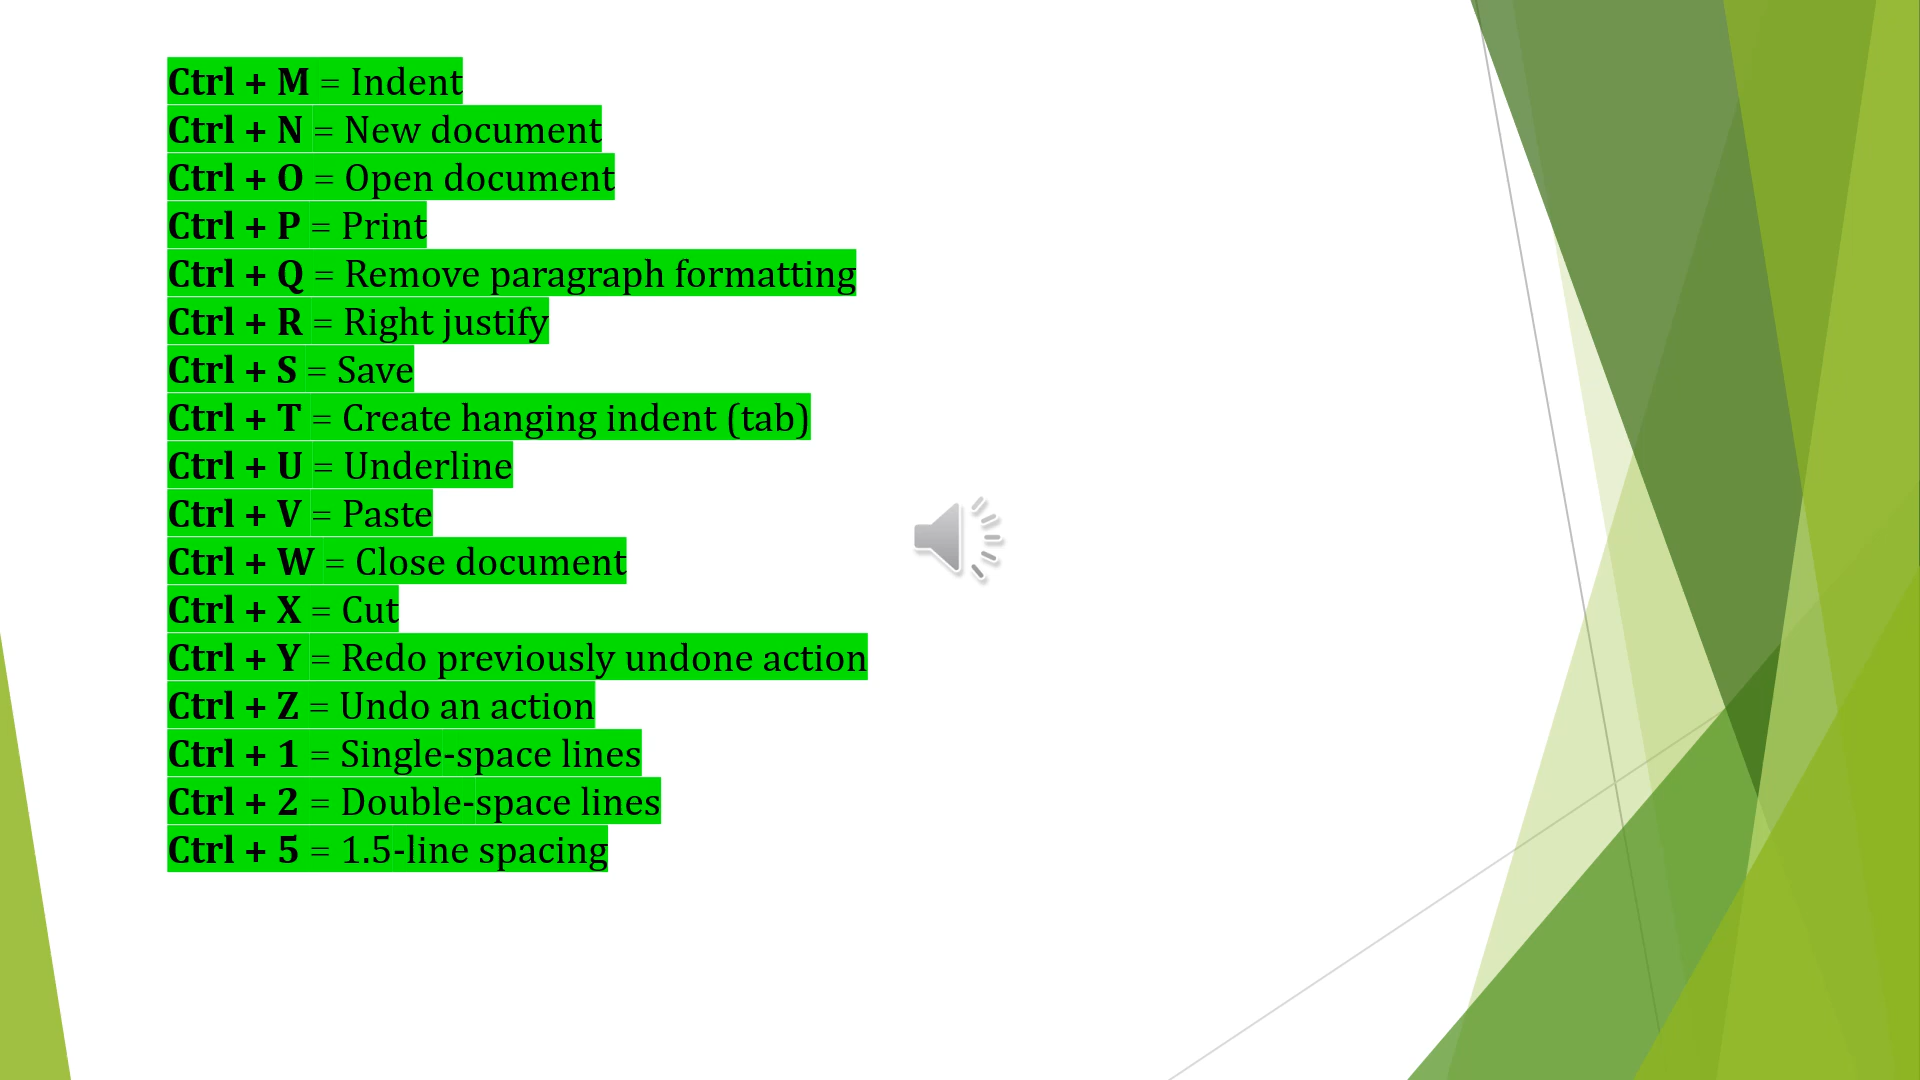 Ctrl + M = Indent
Ctrl + N = New document
Ctrl + O = Open document
Ctrl + P = Print
Ctrl + Q = Remove paragraph formatting
Ctrl + R = Right justify
Ctrl + S = Save
Ctrl + T = Create hanging indent (tab)
Ctrl + U = Underline
Ctrl + V = Paste
Ctrl + W = Close document
Ctrl + X = Cut
Ctrl + Y = Redo previously undone action
Ctrl + Z = Undo an action
Ctrl + 1 = Single-space lines
Ctrl + 2 = Double-space lines
Ctrl + 5 = 1.5-line spacing